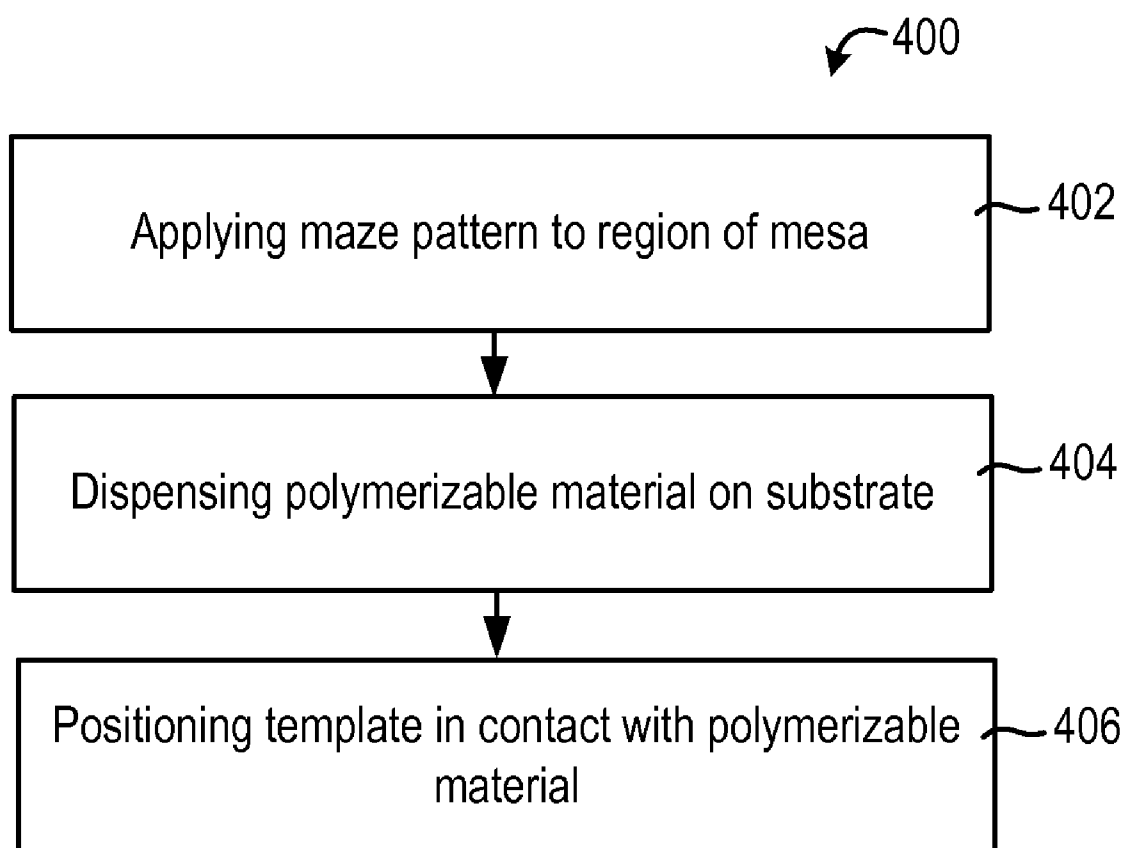 400
Applying maze pattern to region of mesa
402
Dispensing polymerizable material on substrate
404
Positioning template in contact with polymerizable
material
406